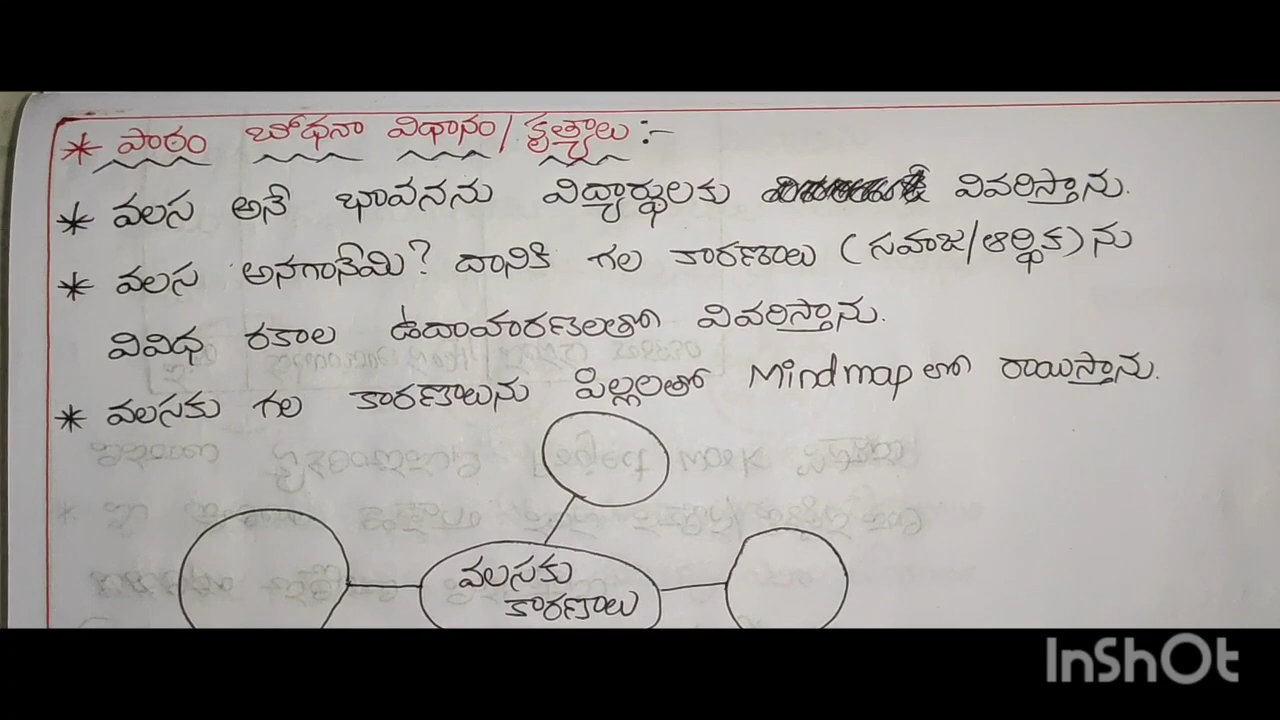 * పాఠం బోధనా విధానం/ కృత్యాలు :-
* వలస అనే భావనను విద్యార్థులకు వివరిస్తాను.
* వలస అనగానేమి? దానికి గల కారణాలు (సమాజ/ఆర్థిక) ను
వివిధ రకాల ఉదాహరణలతో వివరిస్తాను.
* వలసకు గల కారణాలును పిల్లలతో Mindmap లో రాయిస్తాను.
వలసకు
కారణాలు
InShOt